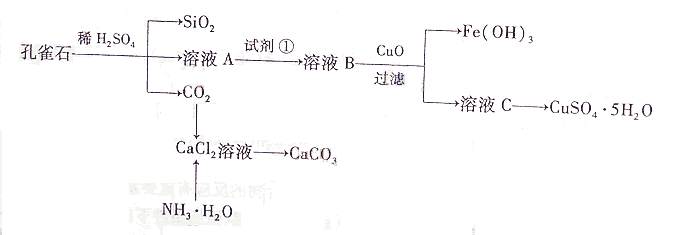 SiO₂
Fe(OH)₃
稀 H₂SO₄
试剂①
CuO
孔雀石
溶液 A
溶液 B
过滤
CO₂
溶液 C
CuSO₄·5H₂O
CaCl₂溶液
CaCO₃
NH₃·H₂O